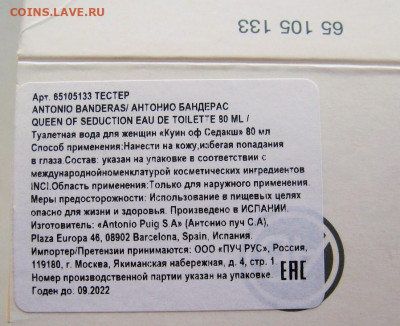 COINS.LAVE.RU
65 105 133
Арт. 65105133 ТЕСТЕР
ANTONIO BANDERAS/ АНТОНИО БАНДЕРАС
QUEEN OF SEDUCTION EAU DE TOILETTE 80 ML /
Туалетная вода для женщин «Куин оф Седакшн» 80 мл
Способ применения:Нанести на кожу,избегая попадания
в глаза.Состав: указан на упаковке в соответствии с
международнойноменклатурой косметических ингредиентов
INCI.Область применения:Только для наружного применения.
Меры предосторожности: Использование в пищевых целях
опасно для жизни и здоровья. Произведено в ИСПАНИИ.
Изготовитель: «Antonio Puig S A» (Антонио пуч С.А),
Plaza Europa 46, 08902 Barcelona, Spain, Испания.
Импортер/Претензии принимаются: ООО «ПУЧ РУС», Россия,
119180, г. Москва, Якиманская набережная, д. 4, стр. 1
Номер производственной партии указан на упаковке.
Годен до 09.2022
EAC